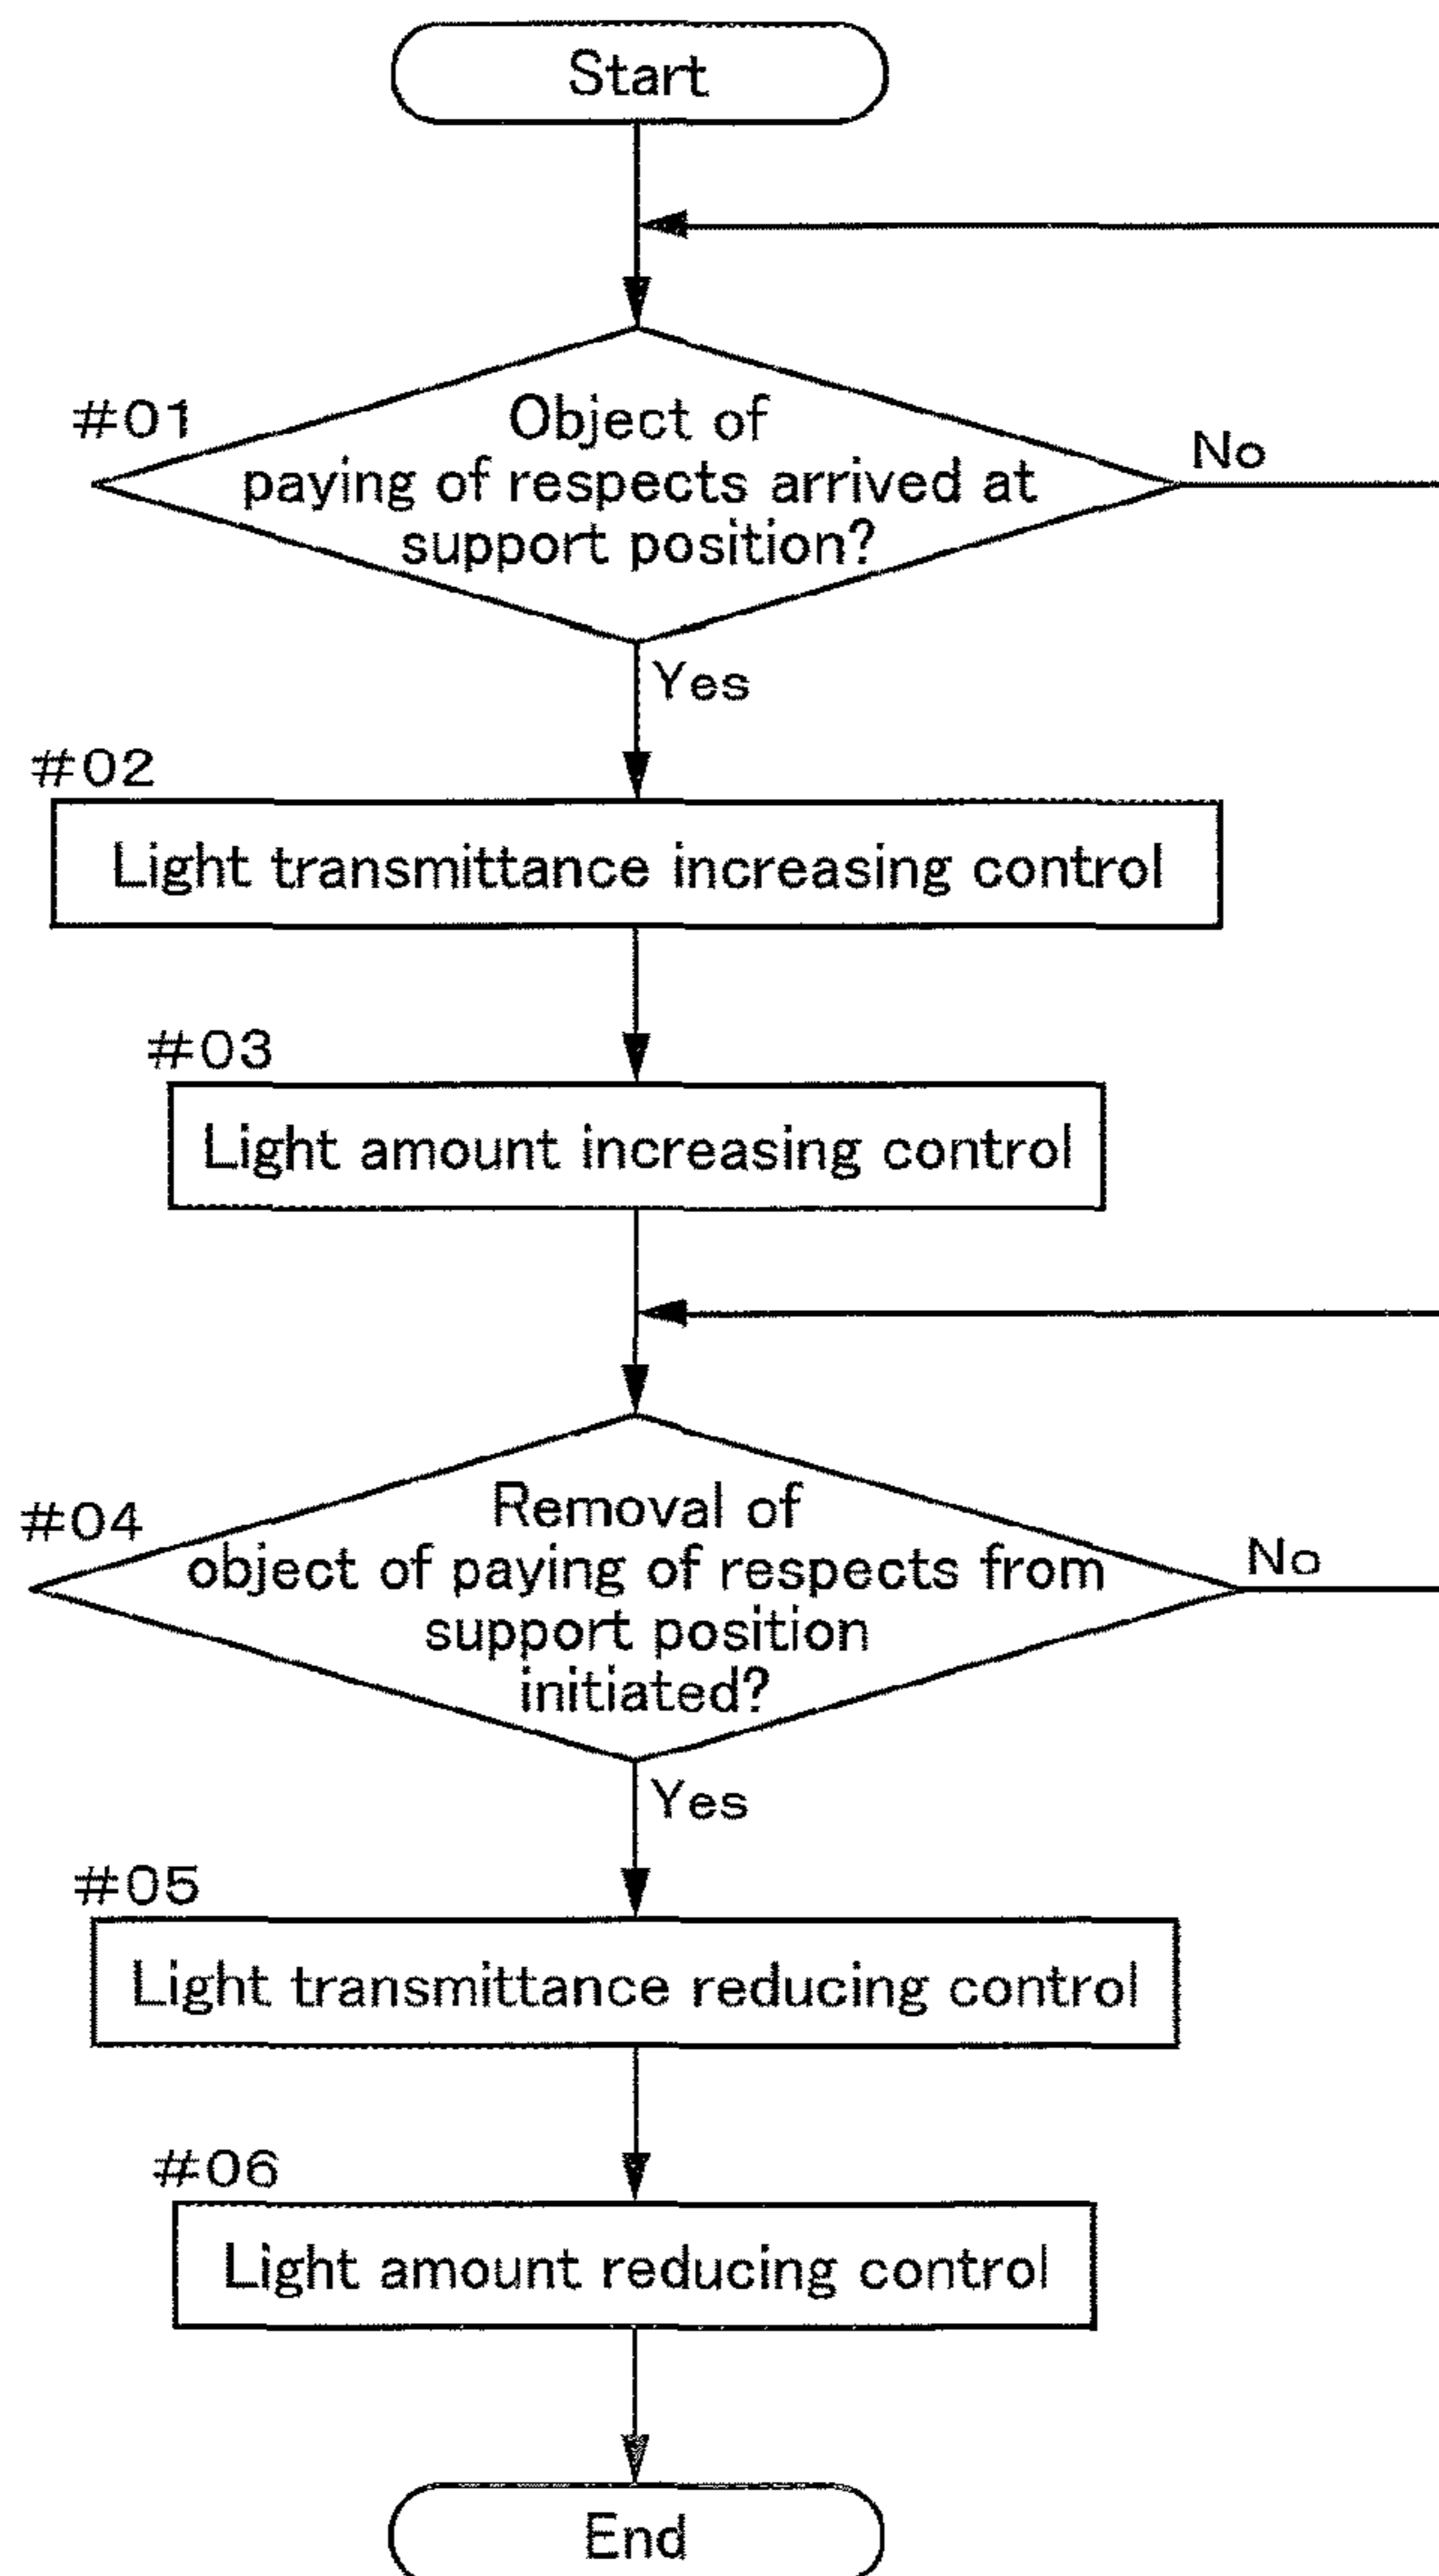 Start
#01
Object of
paying of respects arrived at
support position?
No
Yes
#02
Light transmittance increasing control
#03
Light amount increasing control
#04
Removal of
object of paying of respects from
support position
initiated?
No
Yes
#05
Light transmittance reducing control
#06
Light amount reducing control
End